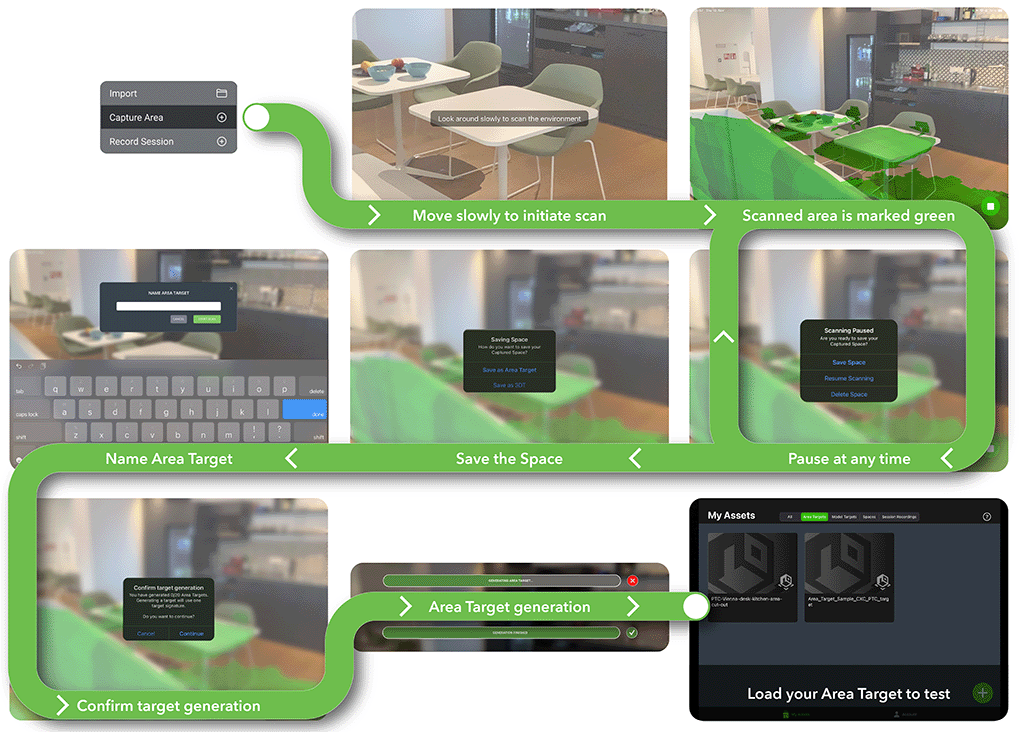 Import
Capture Area
Record Session
Look around slowly to scan the environment
Move slowly to initiate scan
Scanned area is marked green
NAME AREA TARGET
CANCEL
tab
q w e r t y u i o p
delete
caps lock
a s d f g h j k l
done
shift
z x c v b n m ! ?
shift
Saving Space
How do you want to save your
Captured Space?
Save as Area Target
Save as 3DT
Scanning Paused
Are you ready to save your
Captured Space?
Save Space
Resume Scanning
Delete Space
Name Area Target
Save the Space
Pause at any time
Confirm target generation
You have generated 0/20 Area Targets.
Generating a target will use one
target signature.
Do you want to continue?
Cancel
Continue
Confirm target generation
GENERATING AREA TARGET...
Area Target generation
GENERATION FINISHED
My Assets
All
Area Targets
Model Targets
Spaces
Session Recordings
PTC-Vienna-desk-kitchen-area-
cut-out
Area_Target_Sample_CXC_PTC_targ
et
Load your Area Target to test
My Assets